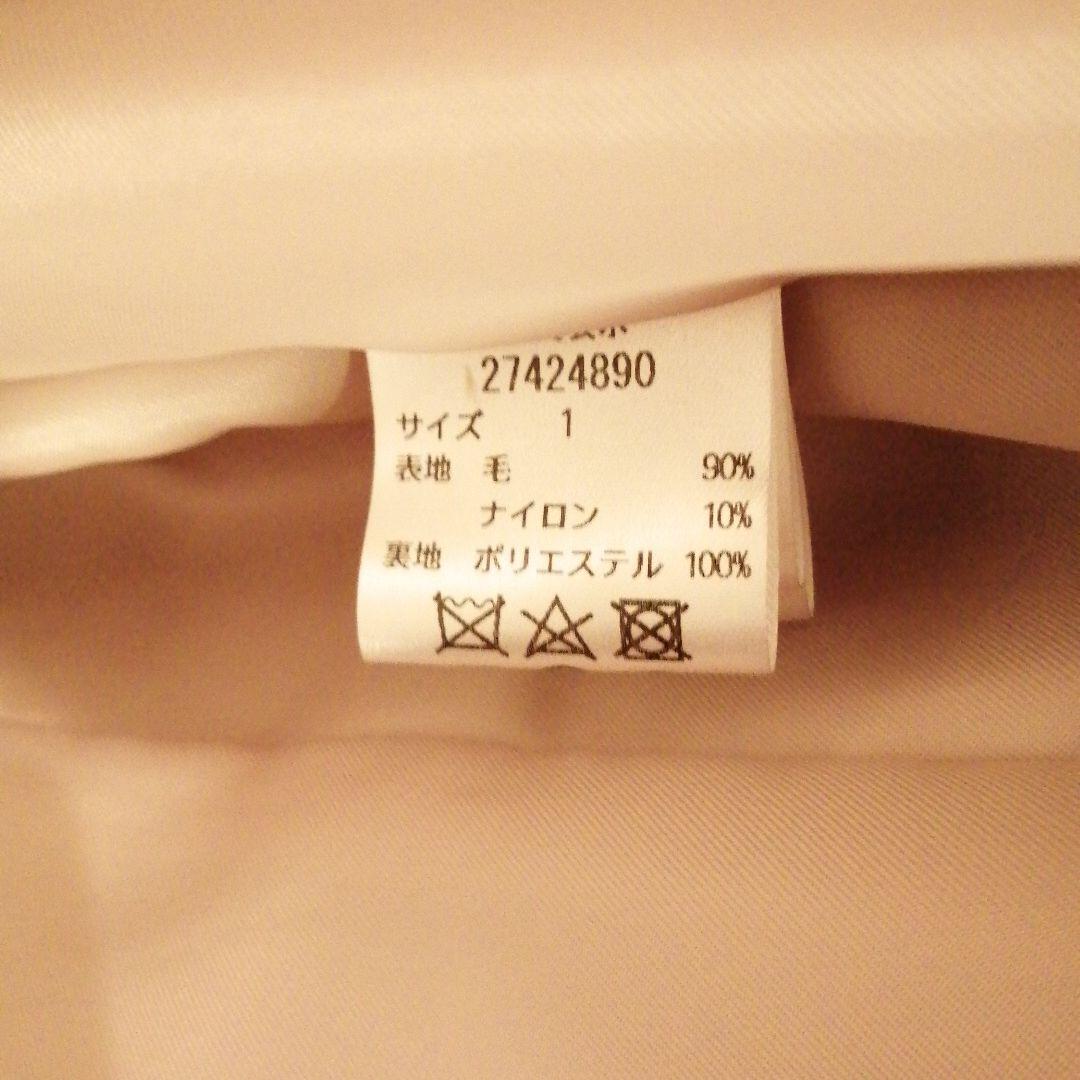 27424890
サイズ 1
表地 毛 90%
ナイロン 10%
裏地 ポリエステル 100%